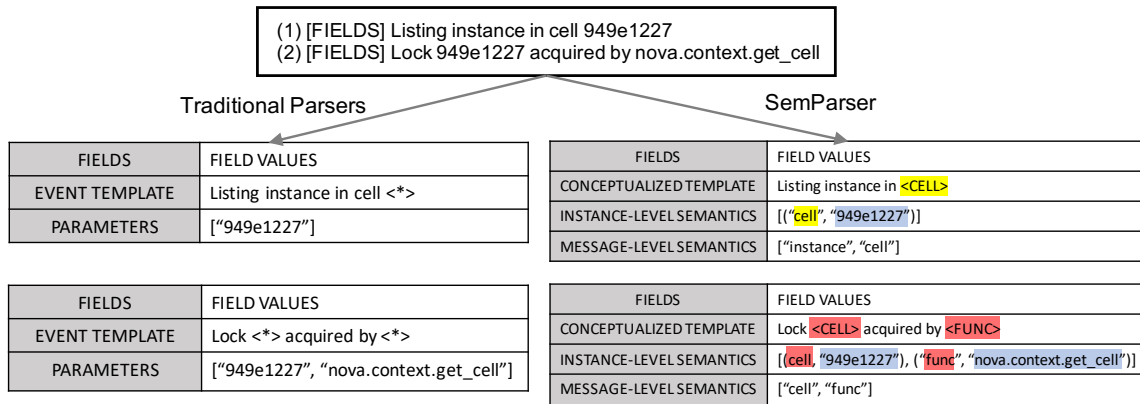 (1) [FIELDS] Listing instance in cell 949e1227
(2) [FIELDS] Lock 949e1227 acquired by nova.context.get_cell
Traditional Parsers
SemParser
FIELDS FIELD VALUES
EVENT TEMPLATE Listing instance in cell <*>
PARAMETERS [“949e1227”]
FIELDS FIELD VALUES
EVENT TEMPLATE Lock <*> acquired by <*>
PARAMETERS [“949e1227”, “nova.context.get_cell”]
FIELDS FIELD VALUES
CONCEPTUALIZED TEMPLATE Listing instance in <CELL>
INSTANCE-LEVEL SEMANTICS [(“cell”, “949e1227”)]
MESSAGE-LEVEL SEMANTICS [“instance”, “cell”]
FIELDS FIELD VALUES
CONCEPTUALIZED TEMPLATE Lock <CELL> acquired by <FUNC>
INSTANCE-LEVEL SEMANTICS [(cell, “949e1227”), (“func”, “nova.context.get_cell”)]
MESSAGE-LEVEL SEMANTICS [“cell”, “func”]